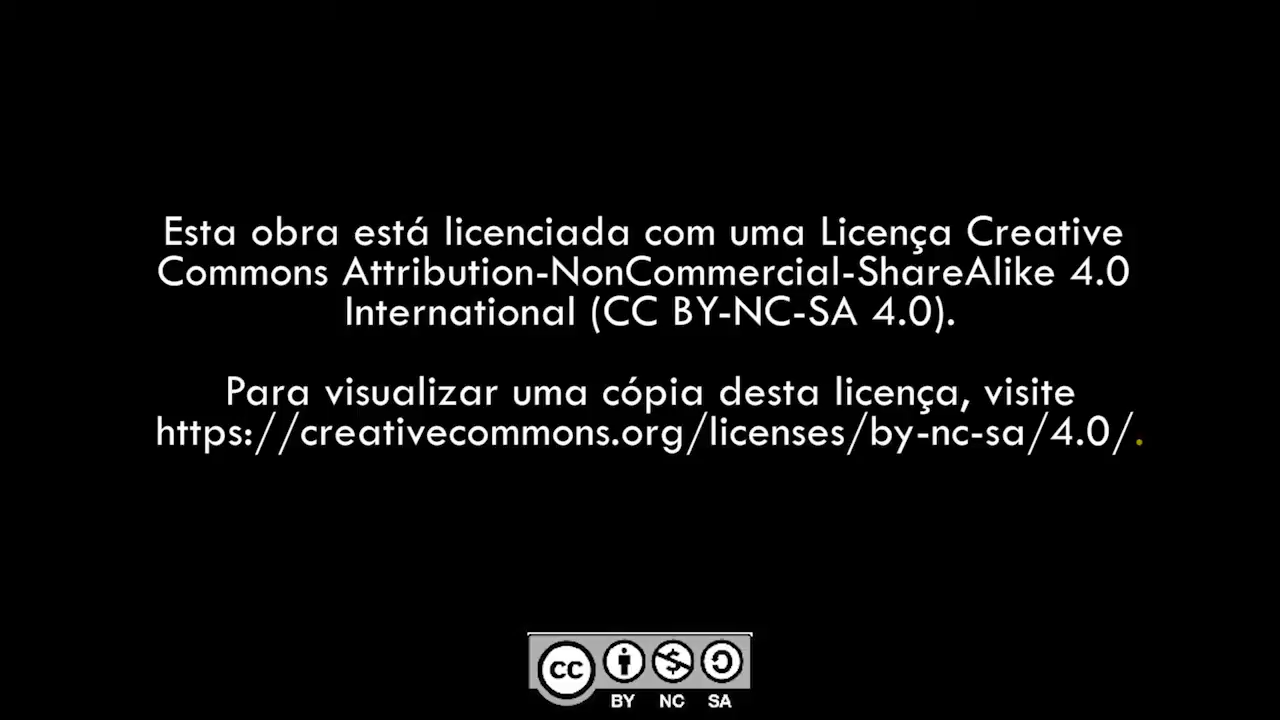 Esta obra está licenciada com uma Licença Creative
Commons Attribution-NonCommercial-ShareAlike 4.0
International (CC BY-NC-SA 4.0).
Para visualizar uma cópia desta licença, visite
https://creativecommons.org/licenses/by-nc-sa/4.0/.
cc
BY NC SA